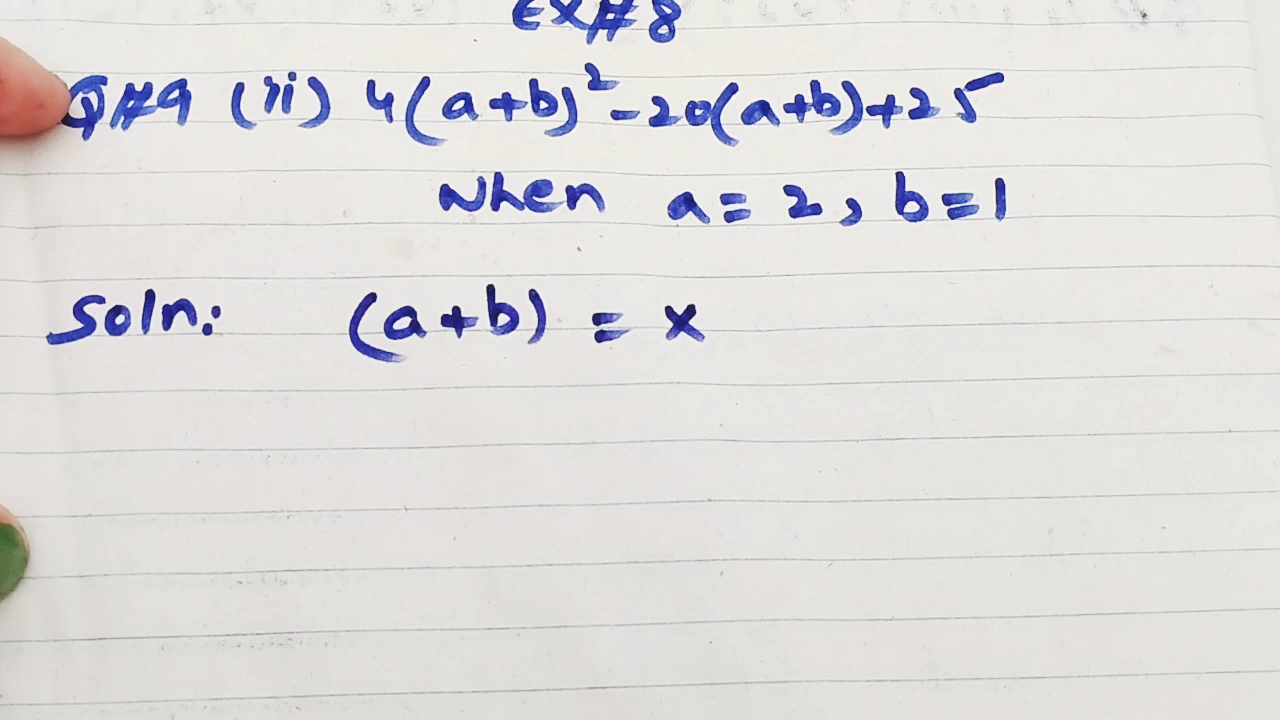 Ex#8
Q#9 (ii) 4(a+b)²-20(a+b)+25
When a=2, b=1
Soln: (a+b) = x